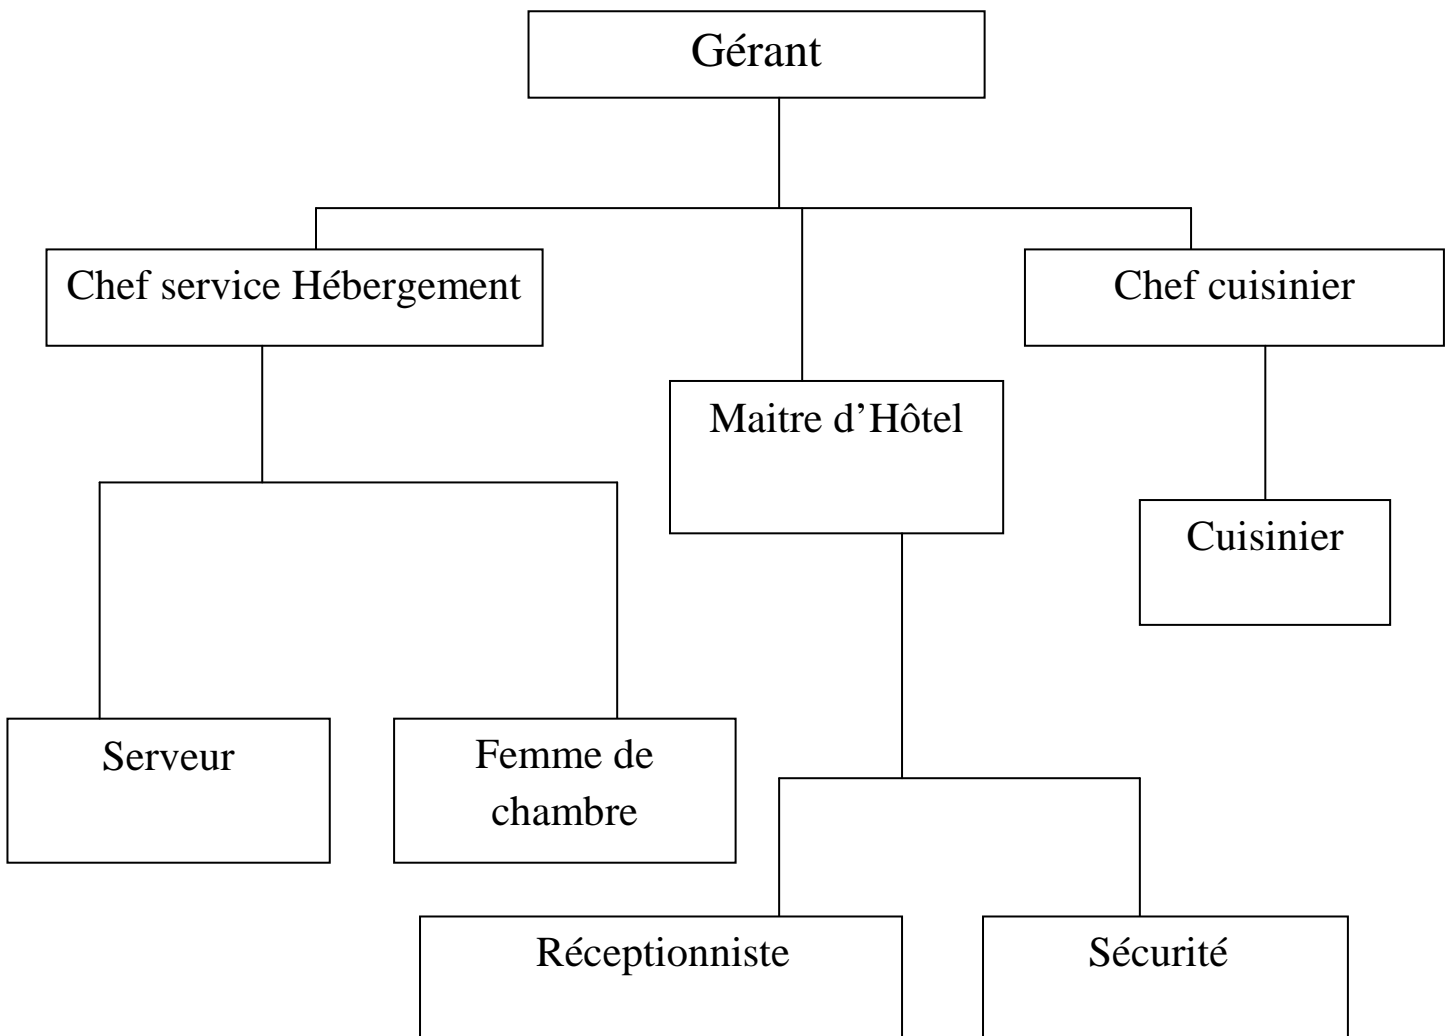 Gérant
Chef service Hébergement
Chef cuisinier
Maitre d’Hôtel
Cuisinier
Serveur
Femme de
chambre
Réceptionniste
Sécurité